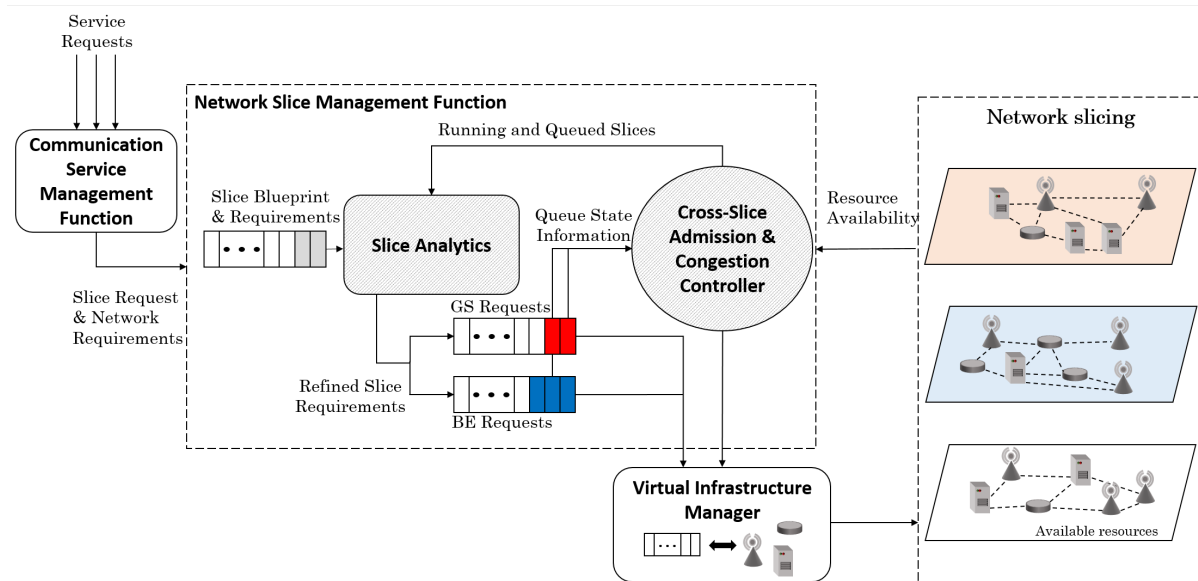 Service
Requests
Communication
Service
Management
Function
Slice Request
& Network
Requirements
Network Slice Management Function
Running and Queued Slices
Slice Blueprint
& Requirements
Slice Analytics
Queue State
Information
Cross-Slice
Admission &
Congestion
Controller
GS Requests
Refined Slice
Requirements
BE Requests
Resource
Availability
Virtual Infrastructure
Manager
Network slicing
Available resources